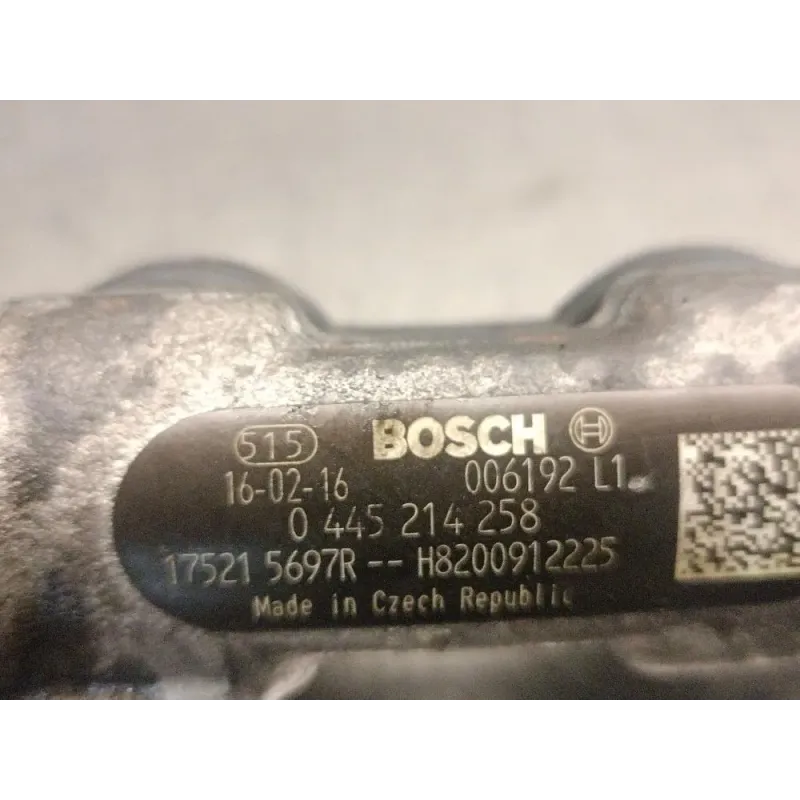 515 BOSCH
16-02-16 006192 L1
0 445 214 258
17521 5697R -- H8200912225
Made in Czech Republic